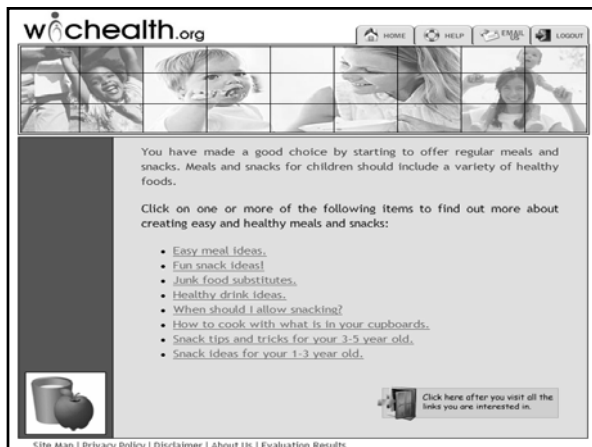 wichealth.org
HOME HELP EMAIL US LOGOUT
You have made a good choice by starting to offer regular meals and
snacks. Meals and snacks for children should include a variety of healthy
foods.
Click on one or more of the following items to find out more about
creating easy and healthy meals and snacks:
• Easy meal ideas.
• Fun snack ideas!
• Junk food substitutes.
• Healthy drink ideas.
• When should I allow snacking?
• How to cook with what is in your cupboards.
• Snack tips and tricks for your 3-5 year old.
• Snack ideas for your 1-3 year old.
Click here after you visit all the
links you are interested in.
Site Map | Privacy Policy | Disclaimer | About Us | Evaluation Results